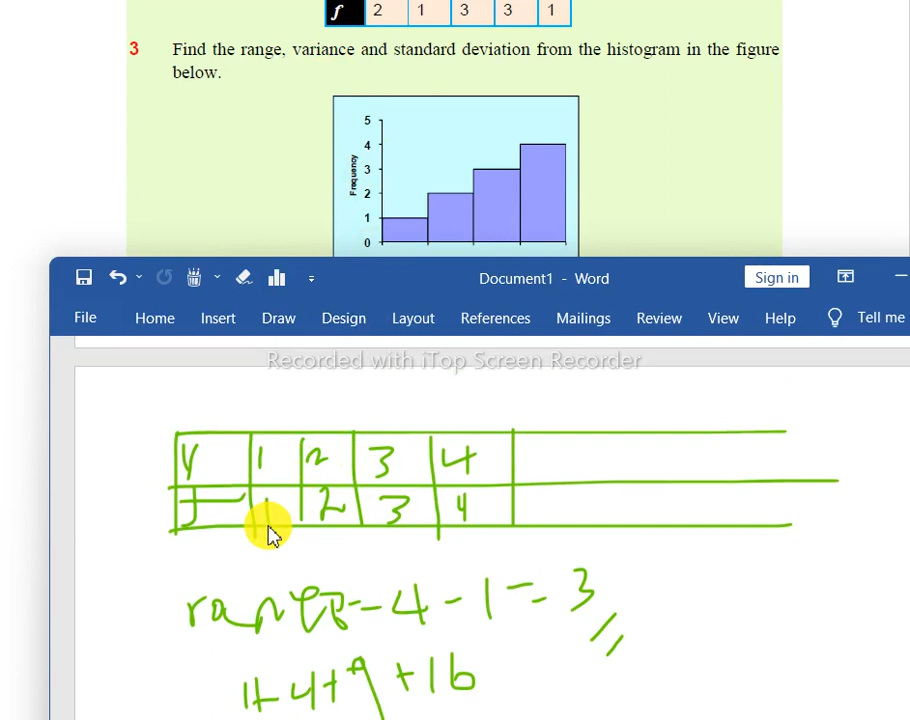 f 2 1 3 3 1
3 Find the range, variance and standard deviation from the histogram in the figure
below.
5
4
3
2
1
0
Frequency
Document1 - Word
Sign in
File Home Insert Draw Design Layout References Mailings Review View Help Tell me
Recorded with iTop Screen Recorder
V 1 2 3 4
f 1 2 3 4
range = 4 - 1 = 3
1+4+9+16